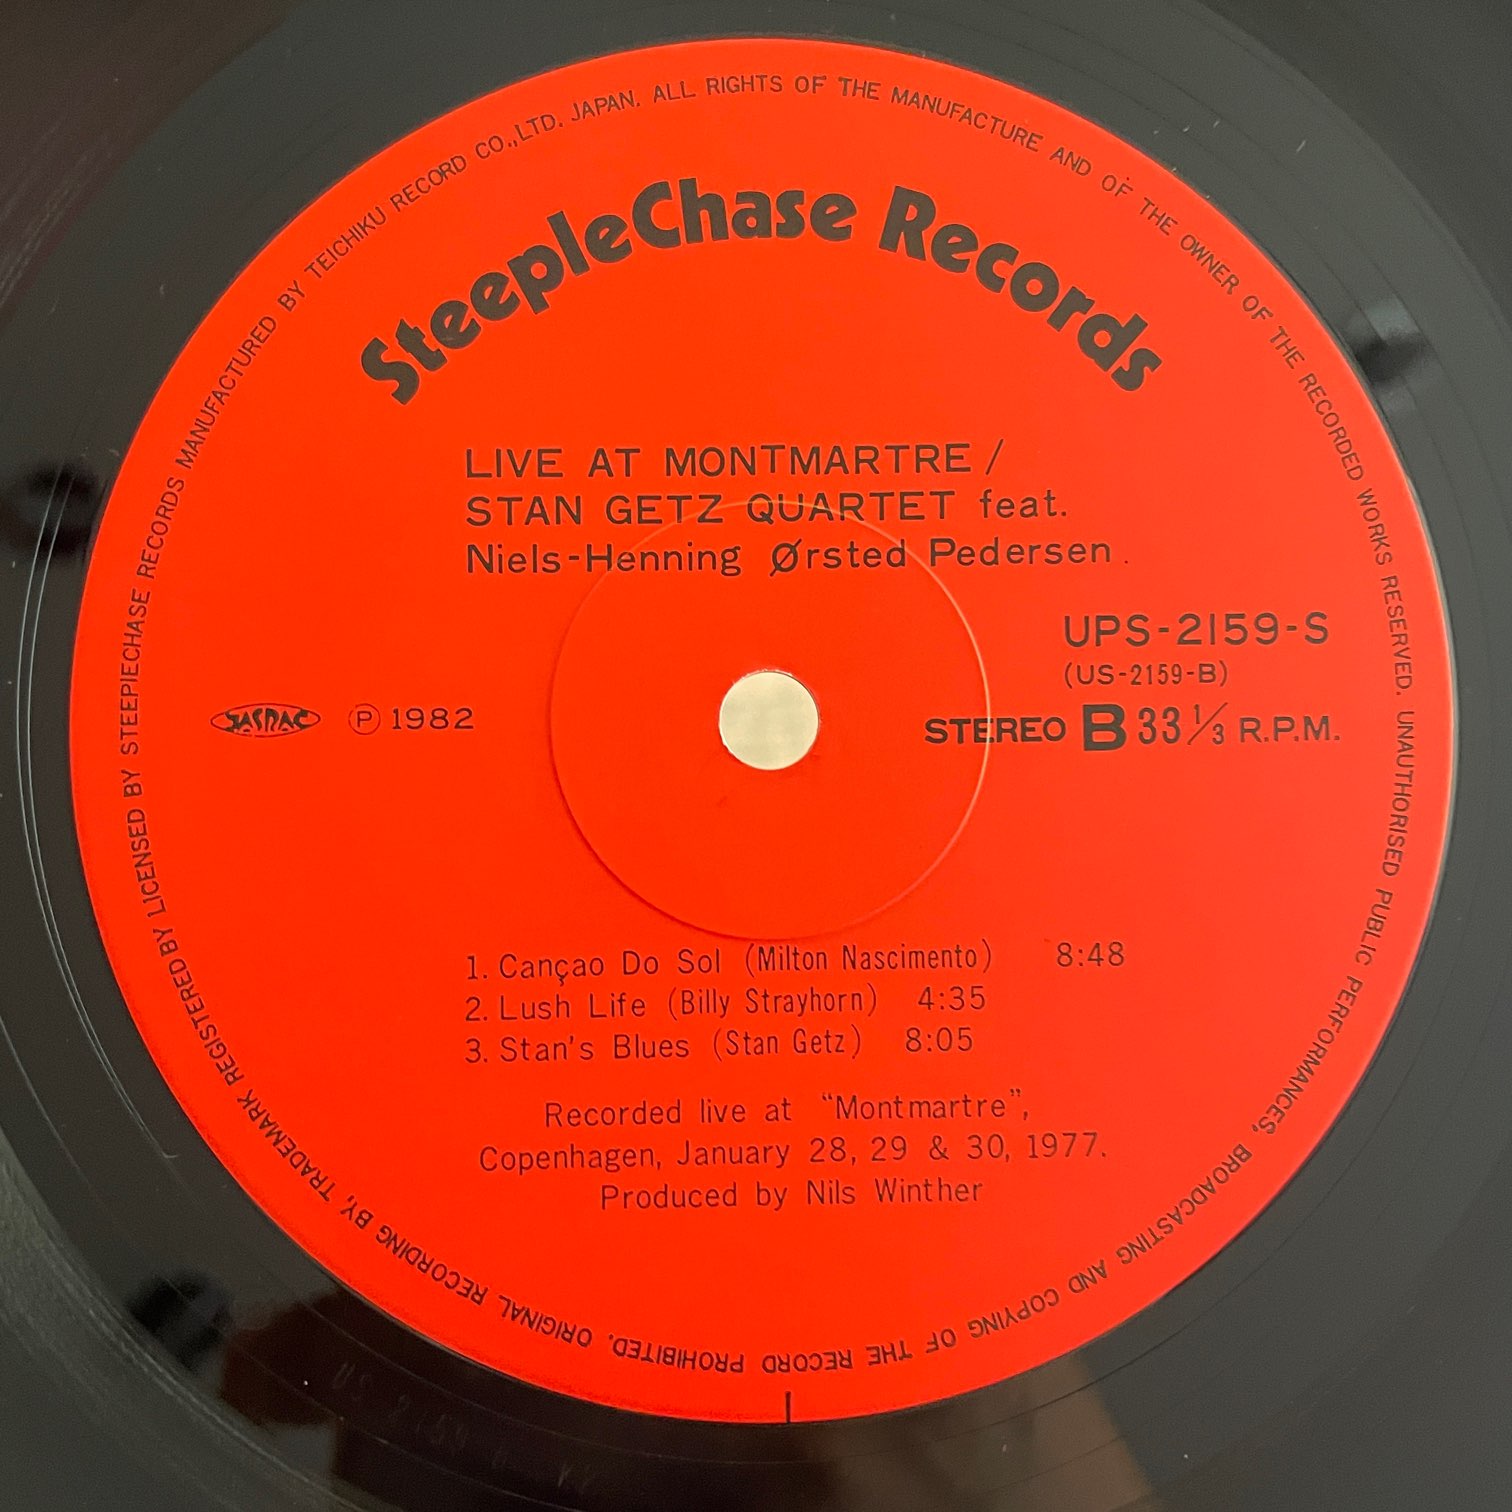 SteepleChase Records
LIVE AT MONTMARTRE /
STAN GETZ QUARTET feat.
Niels-Henning Ørsted Pedersen.
UPS-2159-S
(US-2159-B)
JASRAC Ⓟ 1982
STEREO B 33 1/3 R.P.M.
1. Cançao Do Sol (Milton Nascimento) 8:48
2. Lush Life (Billy Strayhorn) 4:35
3. Stan's Blues (Stan Getz) 8:05
Recorded live at “Montmartre”,
Copenhagen, January 28, 29 & 30, 1977.
Produced by Nils Winther
ORIGINAL RECORDING BY, TRADEMARK REGISTERED BY LICENSED BY STEEPIECHASE RECORDS MANUFACTURED BY TEICHIKU RECORD CO.,LTD. JAPAN. ALL RIGHTS OF THE MANUFACTURE AND OF THE OWNER OF THE RECORDED WORKS RESERVED. UNAUTHORISED PUBLIC PERFORMANCES, BROADCASTING AND COPYING OF THE RECORD PROHIBITED.